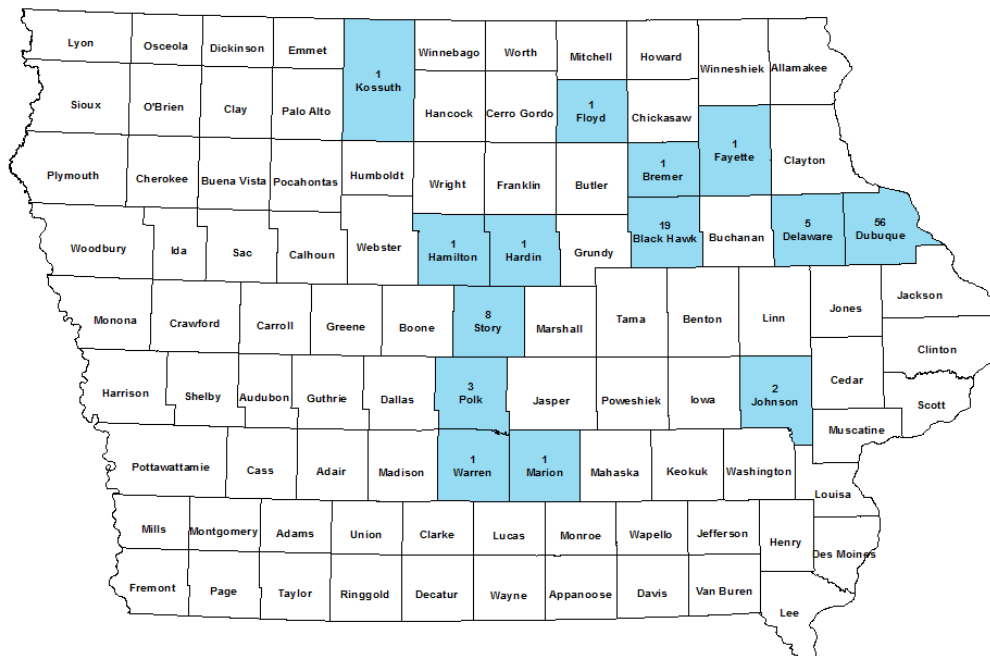 Lyon
Osceola
Dickinson
Emmet
1
Kossuth
Winnebago
Worth
Mitchell
Howard
Winneshiek
Allamakee
Sioux
O'Brien
Clay
Palo Alto
Hancock
Cerro Gordo
1
Floyd
Chickasaw
1
Fayette
Clayton
Plymouth
Cherokee
Buena Vista
Pocahontas
Humboldt
Wright
Franklin
Butler
1
Bremer
Woodbury
Ida
Sac
Calhoun
Webster
1
Hamilton
1
Hardin
Grundy
19
Black Hawk
Buchanan
5
Delaware
56
Dubuque
Monona
Crawford
Carroll
Greene
Boone
8
Story
Marshall
Tama
Benton
Linn
Jones
Jackson
Clinton
Harrison
Shelby
Audubon
Guthrie
Dallas
3
Polk
Jasper
Poweshiek
Iowa
2
Johnson
Cedar
Scott
Muscatine
Pottawattamie
Cass
Adair
Madison
1
Warren
1
Marion
Mahaska
Keokuk
Washington
Louisa
Mills
Montgomery
Adams
Union
Clarke
Lucas
Monroe
Wapello
Jefferson
Henry
Des Moines
Fremont
Page
Taylor
Ringgold
Decatur
Wayne
Appanoose
Davis
Van Buren
Lee